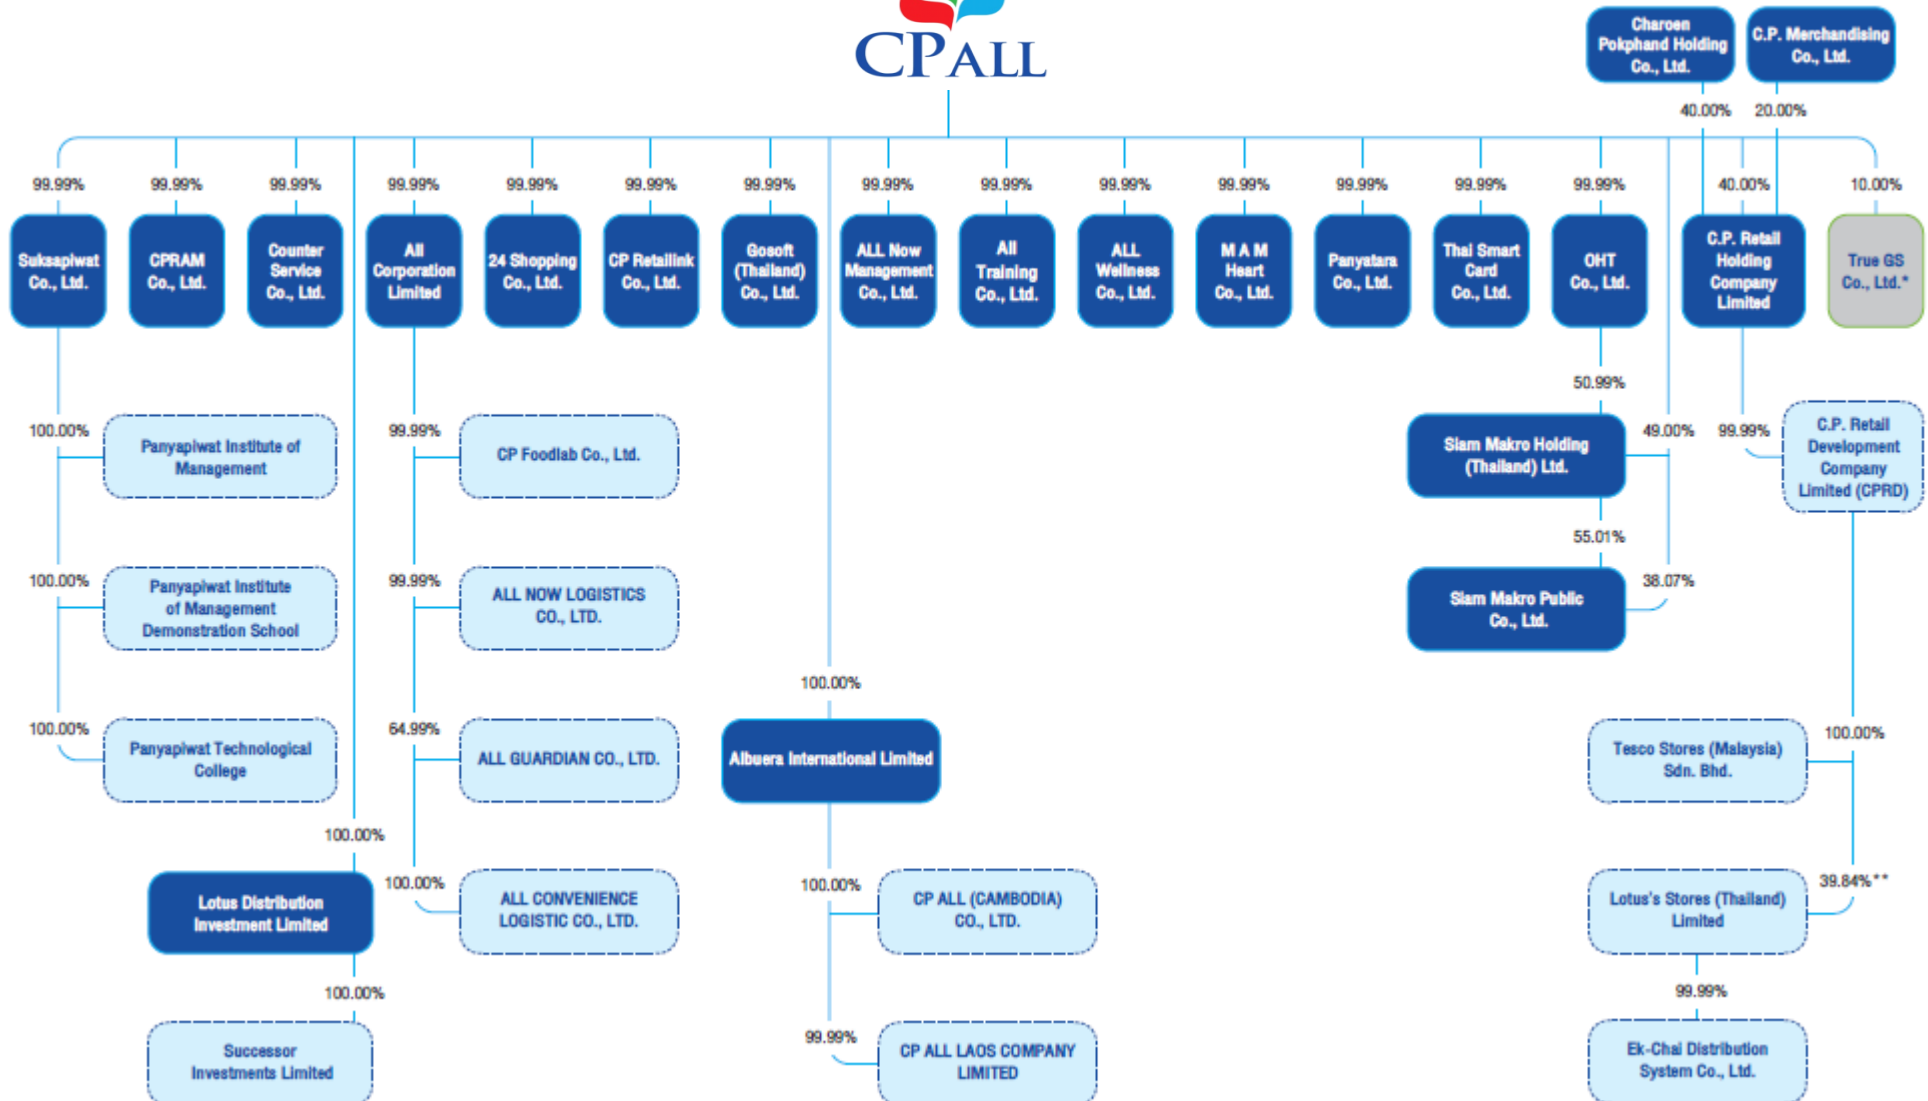 CPALL
Charoen
Pokphand Holding
Co., Ltd.
C.P. Merchandising
Co., Ltd.
40.00%
20.00%
99.99%
99.99%
99.99%
99.99%
99.99%
99.99%
99.99%
99.99%
99.99%
99.99%
99.99%
99.99%
99.99%
99.99%
40.00%
10.00%
Suksapiwat
Co., Ltd.
CPRAM
Co., Ltd.
Counter
Service
Co., Ltd.
All
Corporation
Limited
24 Shopping
Co., Ltd.
CP Retailink
Co., Ltd.
Gosoft
(Thailand)
Co., Ltd.
ALL Now
Management
Co., Ltd.
All
Training
Co., Ltd.
ALL
Wellness
Co., Ltd.
M A M
Heart
Co., Ltd.
Panyatara
Co., Ltd.
Thai Smart
Card
Co., Ltd.
OHT
Co., Ltd.
C.P. Retail
Holding
Company
Limited
True GS
Co., Ltd.*
50.99%
100.00%
Panyapiwat Institute of
Management
99.99%
CP Foodlab Co., Ltd.
Siam Makro Holding
(Thailand) Ltd.
49.00%
99.99%
C.P. Retail
Development
Company
Limited (CPRD)
55.01%
100.00%
Panyapiwat Institute
of Management
Demonstration School
99.99%
ALL NOW LOGISTICS
CO., LTD.
Siam Makro Public
Co., Ltd.
38.07%
100.00%
100.00%
Panyapiwat Technological
College
64.99%
ALL GUARDIAN CO., LTD.
Albuera International Limited
Tesco Stores (Malaysia)
Sdn. Bhd.
100.00%
100.00%
Lotus Distribution
Investment Limited
100.00%
ALL CONVENIENCE
LOGISTIC CO., LTD.
100.00%
CP ALL (CAMBODIA)
CO., LTD.
Lotus's Stores (Thailand)
Limited
39.84%**
100.00%
99.99%
Successor
Investments Limited
99.99%
CP ALL LAOS COMPANY
LIMITED
Ek-Chai Distribution
System Co., Ltd.